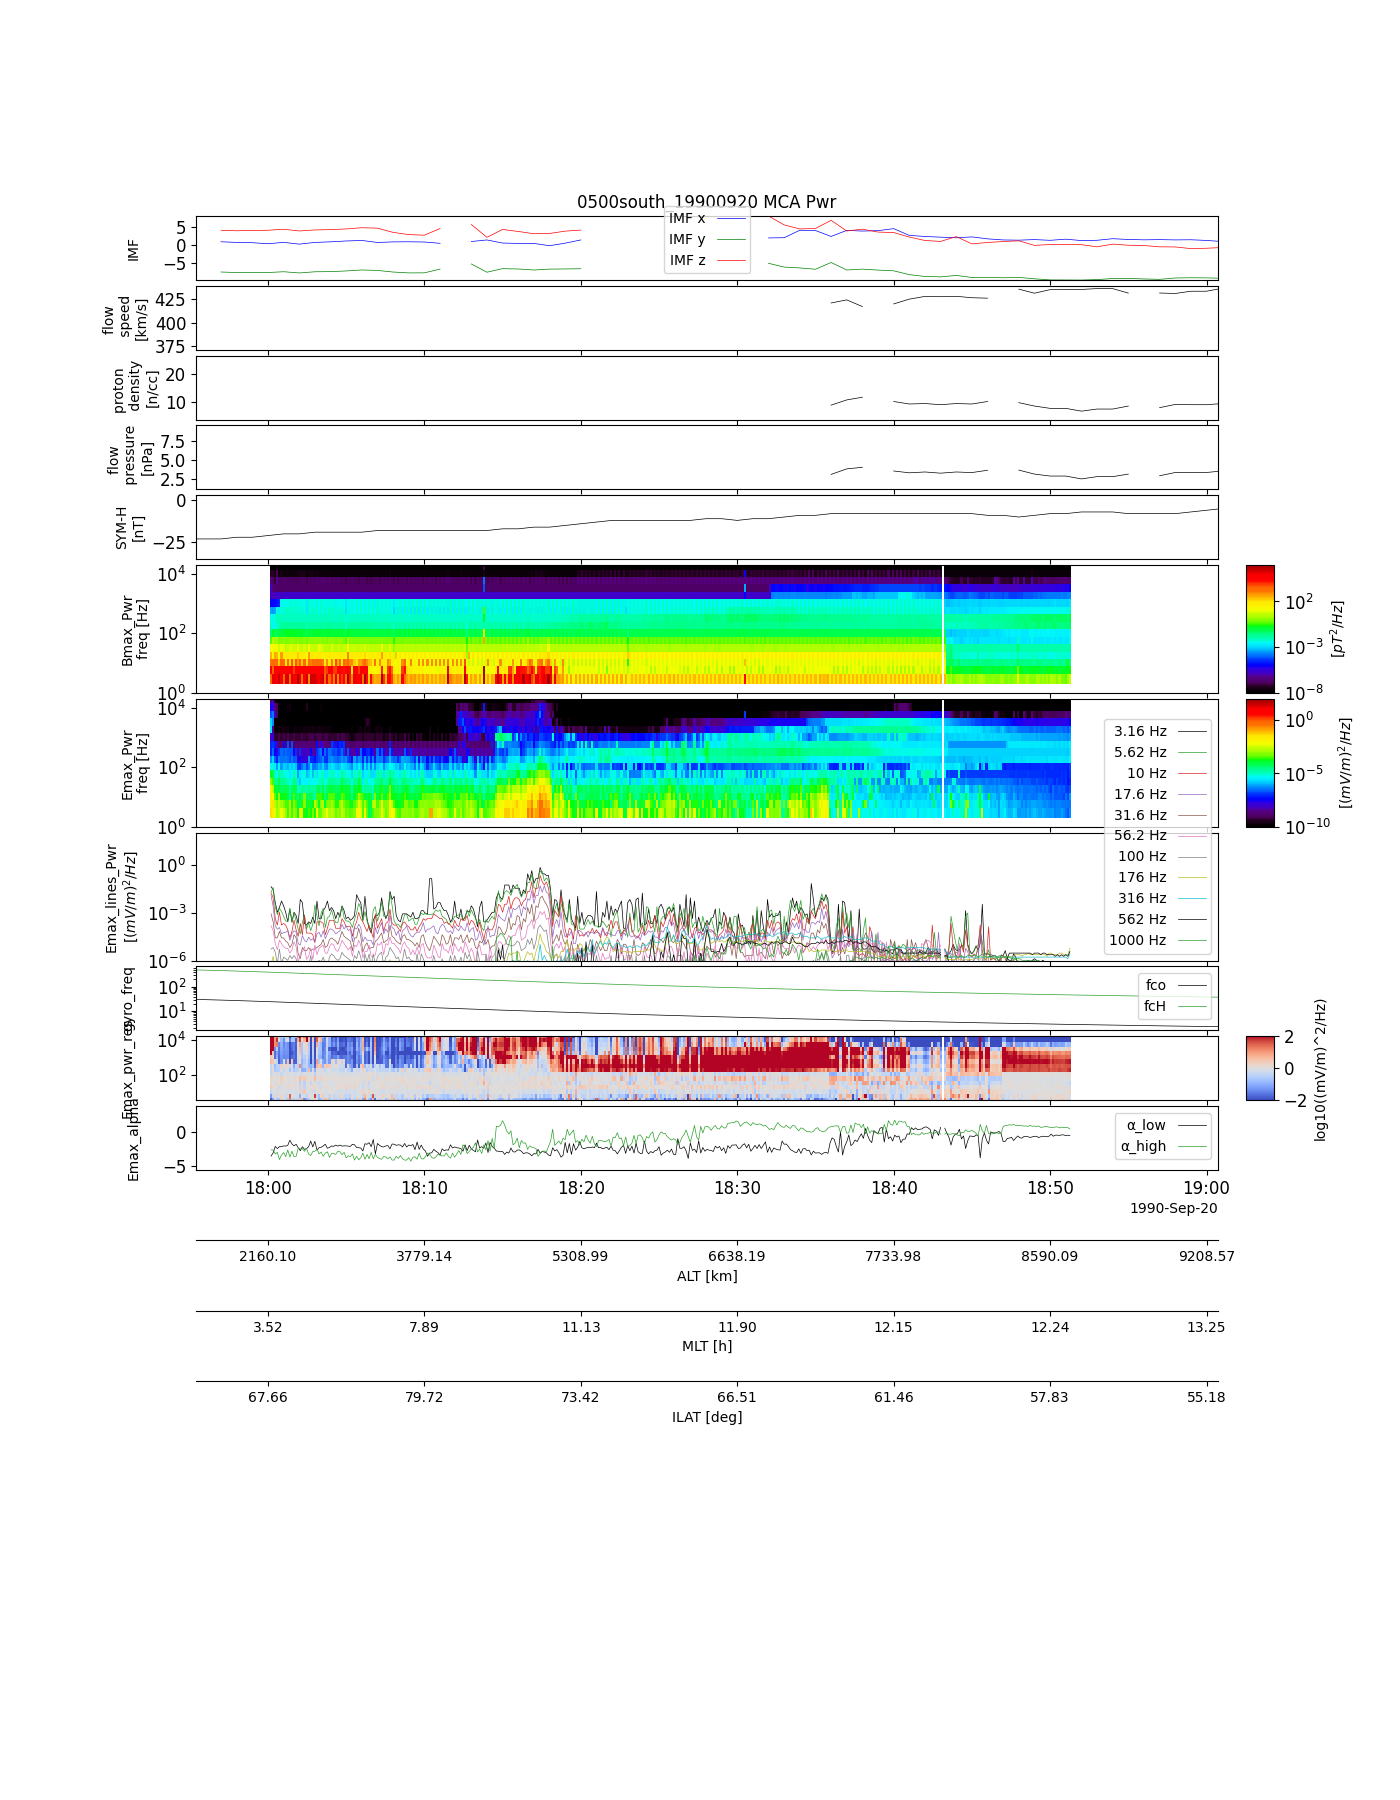 0500south_19900920 MCA Pwr
IMF
5
0
−5
IMF x
IMF y
IMF z
flow
speed
[km/s]
425
400
375
proton
density
[n/cc]
20
10
flow
pressure
[nPa]
7.5
5.0
2.5
SYM-H
[nT]
0
−25
Bmax_Pwr
freq [Hz]
10^4
10^2
10^0
10^2
10^−3
10^−8
[pT^2/Hz]
Emax_Pwr
freq [Hz]
10^4
10^2
10^0
10^0
10^−5
10^−10
[(mV/m)^2/Hz]
3.16 Hz
5.62 Hz
10 Hz
17.6 Hz
31.6 Hz
56.2 Hz
100 Hz
176 Hz
316 Hz
562 Hz
1000 Hz
Emax_lines_Pwr
[(mV/m)^2/Hz]
10^0
10^−3
10^−6
10^2
10^1
fco
fcH
10^4
10^2
2
0
−2
log10((mV/m)^2/Hz)
Emax_alpha
0
−5
α_low
α_high
18:00 18:10 18:20 18:30 18:40 18:50 19:00
1990-Sep-20
2160.10 3779.14 5308.99 6638.19 7733.98 8590.09 9208.57
ALT [km]
3.52 7.89 11.13 11.90 12.15 12.24 13.25
MLT [h]
67.66 79.72 73.42 66.51 61.46 57.83 55.18
ILAT [deg]